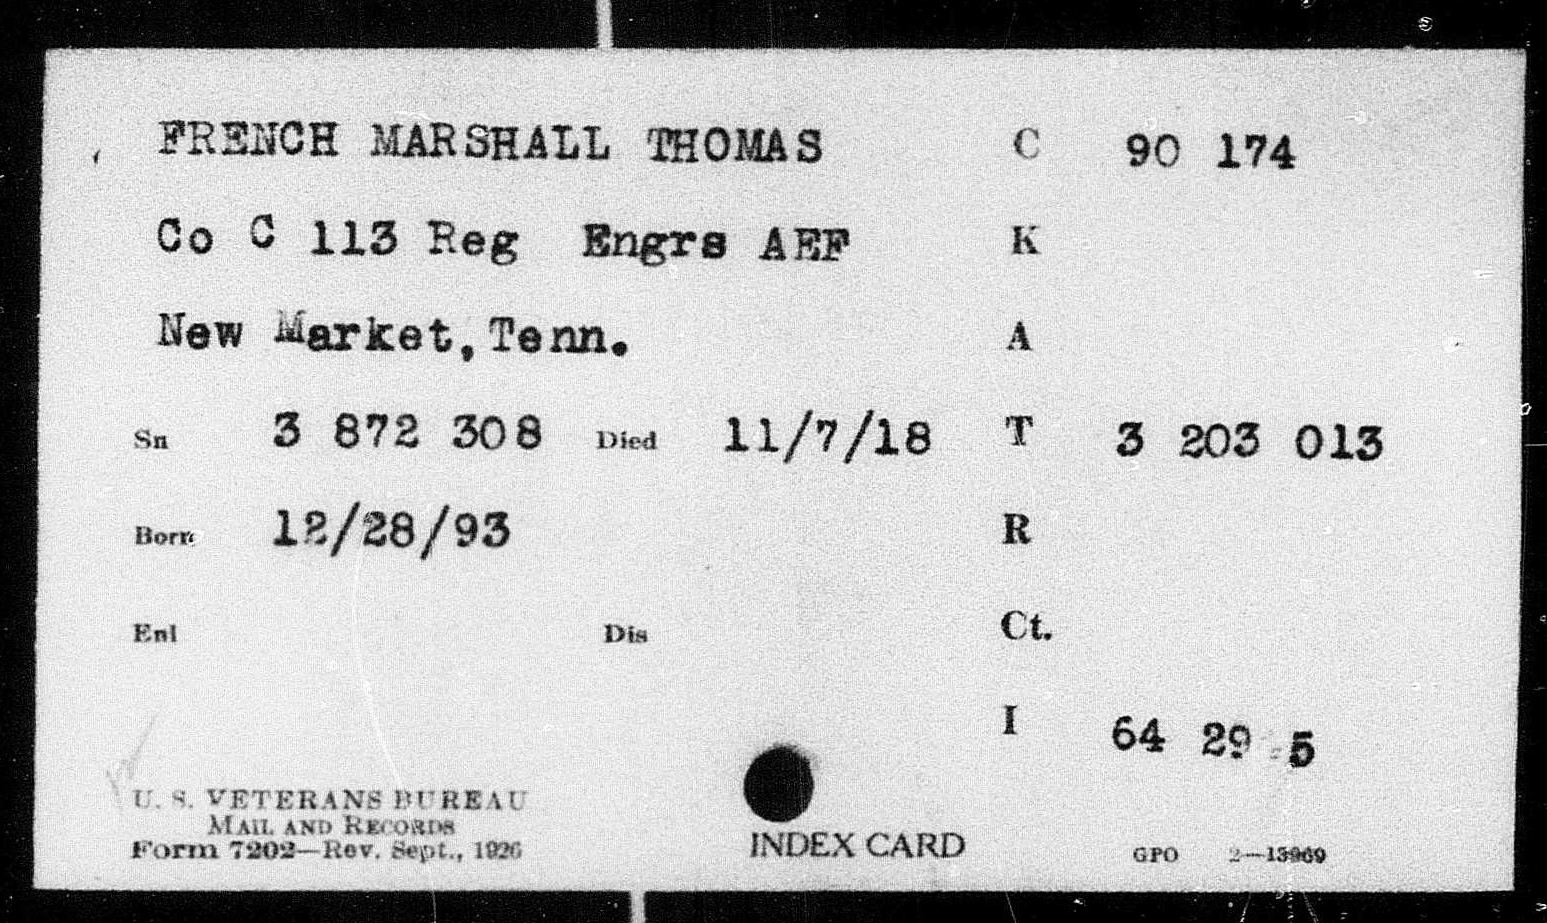 FRENCH MARSHALL THOMAS C 90 174
Co C 113 Reg Engrs AEF K
New Market, Tenn. A
Sn 3 872 308 Died 11/7/18 T 3 203 013
Born 12/28/93 R
Enl Dis Ct.
I 64 29 5
U. S. VETERANS BUREAU
MAIL AND RECORDS
Form 7202—Rev. Sept., 1926
INDEX CARD
GPO 2—13969